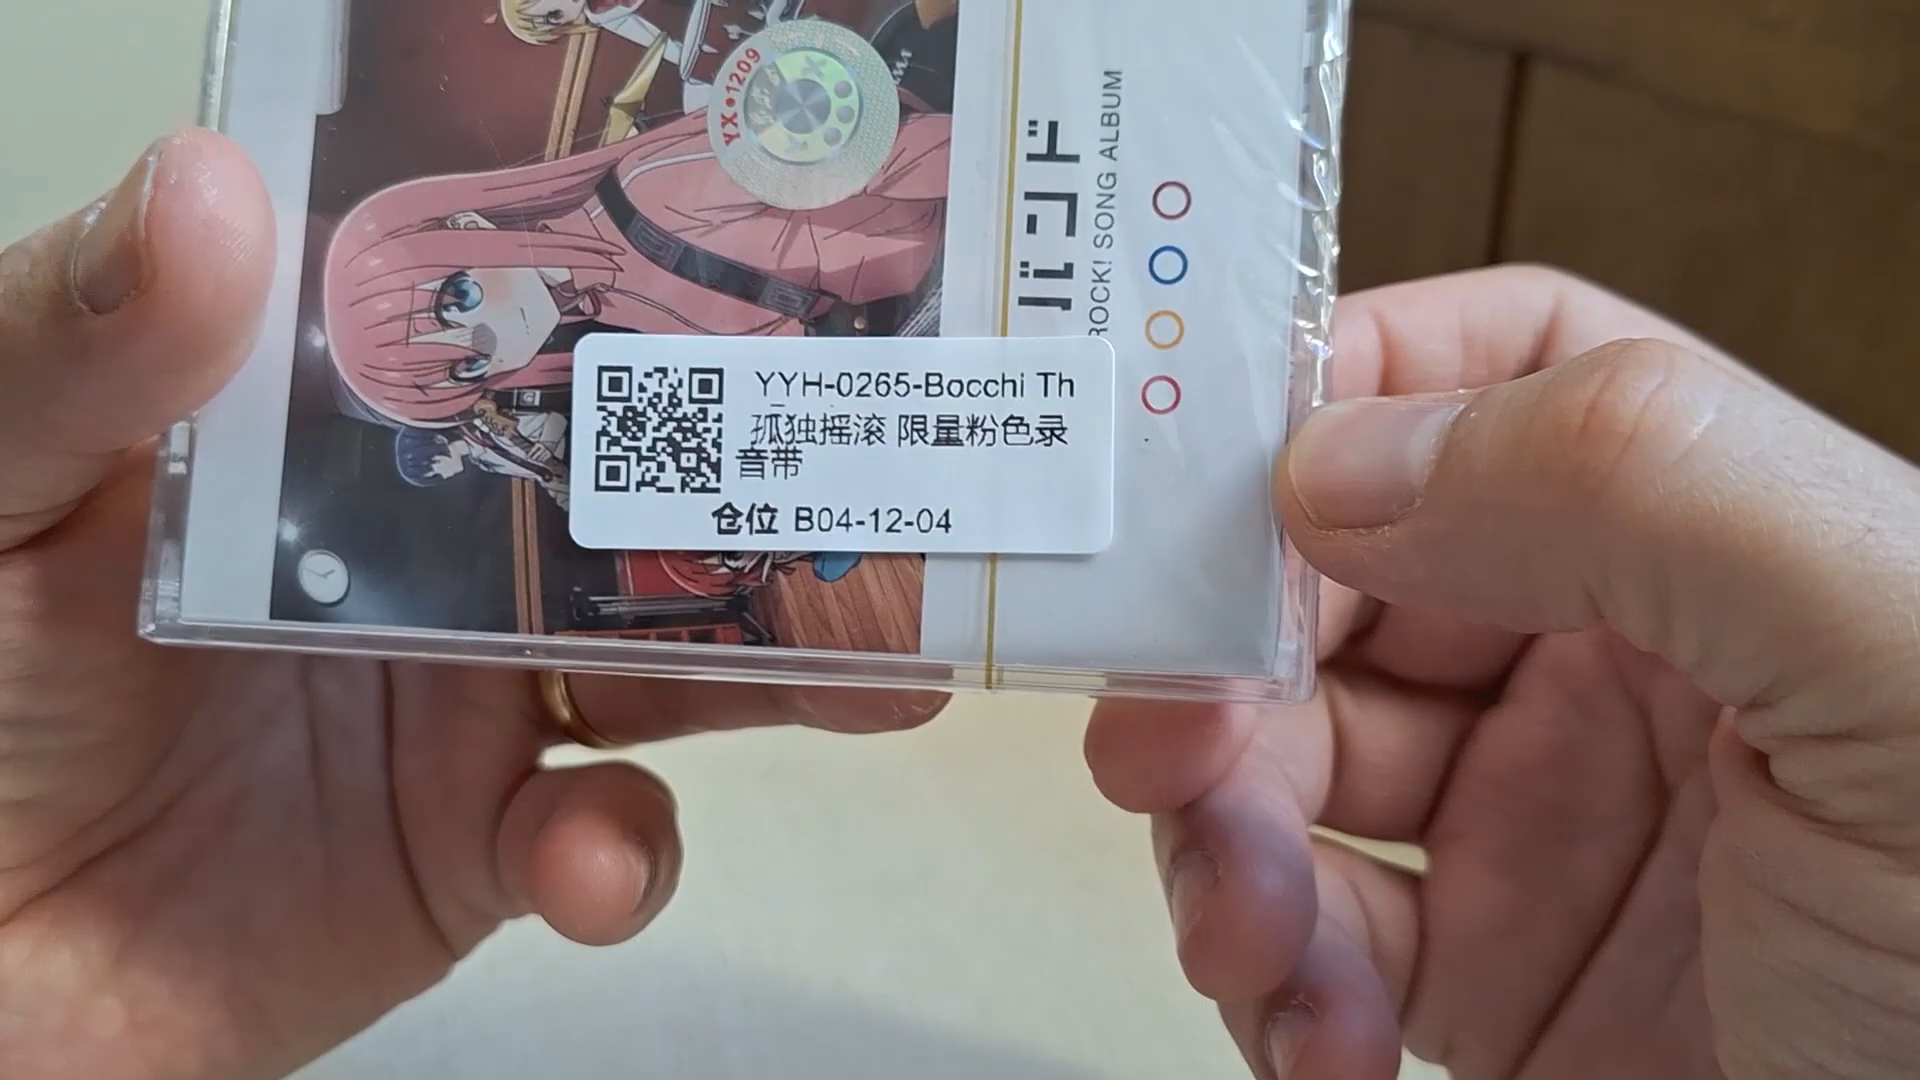 YX•1209
バンド
ROCK! SONG ALBUM
YYH-0265-Bocchi Th
孤独摇滚 限量粉色录
音带
仓位 B04-12-04